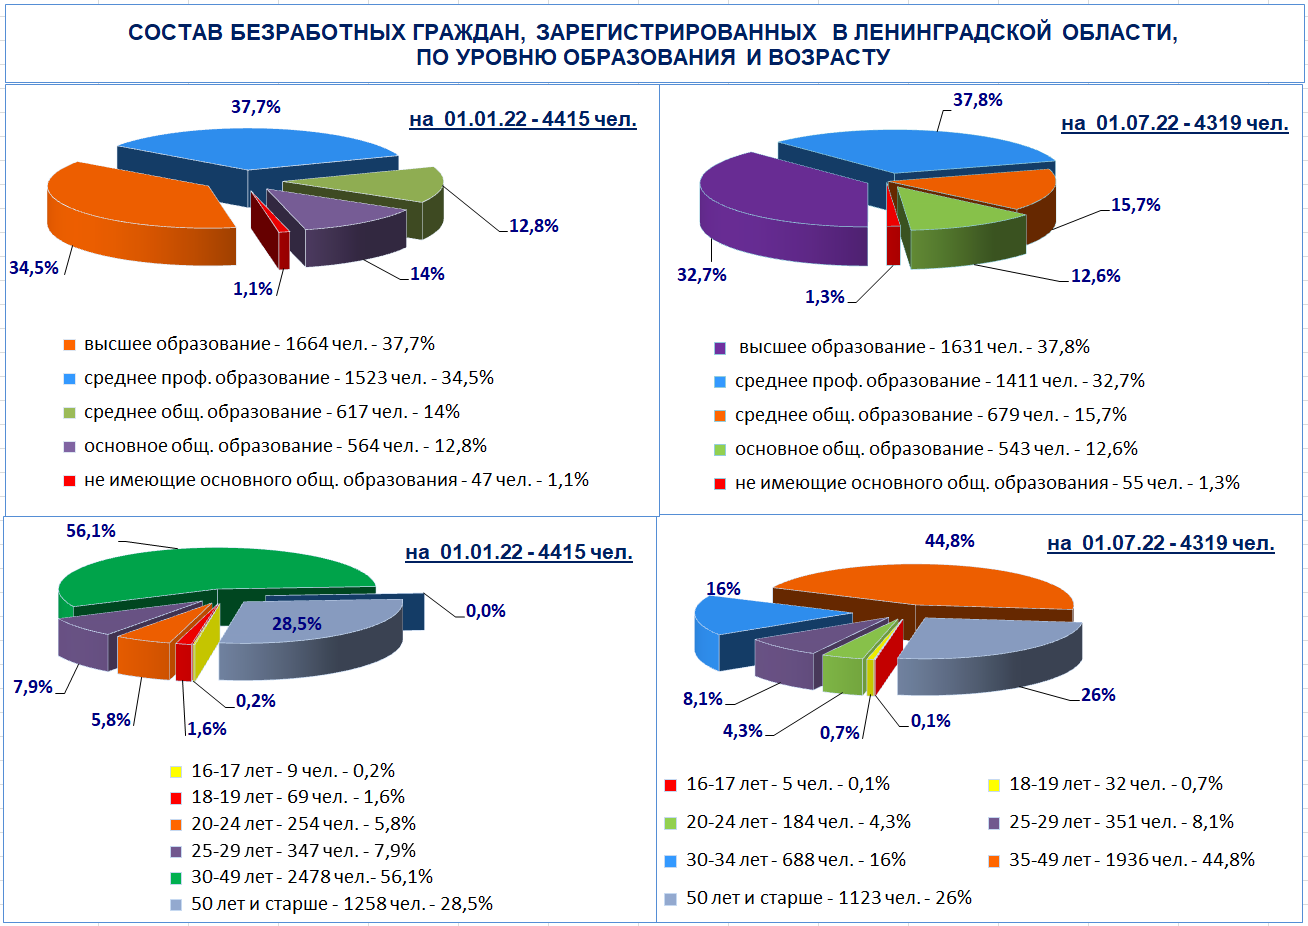 СОСТАВ БЕЗРАБОТНЫХ ГРАЖДАН, ЗАРЕГИСТРИРОВАННЫХ В ЛЕНИНГРАДСКОЙ ОБЛАСТИ,
ПО УРОВНЮ ОБРАЗОВАНИЯ И ВОЗРАСТУ
на 01.01.22 - 4415 чел.
37,7%
12,8%
14%
1,1%
34,5%
высшее образование - 1664 чел. - 37,7%
среднее проф. образование - 1523 чел. - 34,5%
среднее общ. образование - 617 чел. - 14%
основное общ. образование - 564 чел. - 12,8%
не имеющие основного общ. образования - 47 чел. - 1,1%
на 01.07.22 - 4319 чел.
37,8%
15,7%
12,6%
1,3%
32,7%
высшее образование - 1631 чел. - 37,8%
среднее проф. образование - 1411 чел. - 32,7%
среднее общ. образование - 679 чел. - 15,7%
основное общ. образование - 543 чел. - 12,6%
не имеющие основного общ. образования - 55 чел. - 1,3%
на 01.01.22 - 4415 чел.
56,1%
0,0%
28,5%
0,2%
1,6%
5,8%
7,9%
16-17 лет - 9 чел. - 0,2%
18-19 лет - 69 чел. - 1,6%
20-24 лет - 254 чел. - 5,8%
25-29 лет - 347 чел. - 7,9%
30-49 лет - 2478 чел.- 56,1%
50 лет и старше - 1258 чел. - 28,5%
на 01.07.22 - 4319 чел.
44,8%
16%
26%
8,1%
4,3%
0,7%
0,1%
16-17 лет - 5 чел. - 0,1%
18-19 лет - 32 чел. - 0,7%
20-24 лет - 184 чел. - 4,3%
25-29 лет - 351 чел. - 8,1%
30-34 лет - 688 чел. - 16%
35-49 лет - 1936 чел. - 44,8%
50 лет и старше - 1123 чел. - 26%